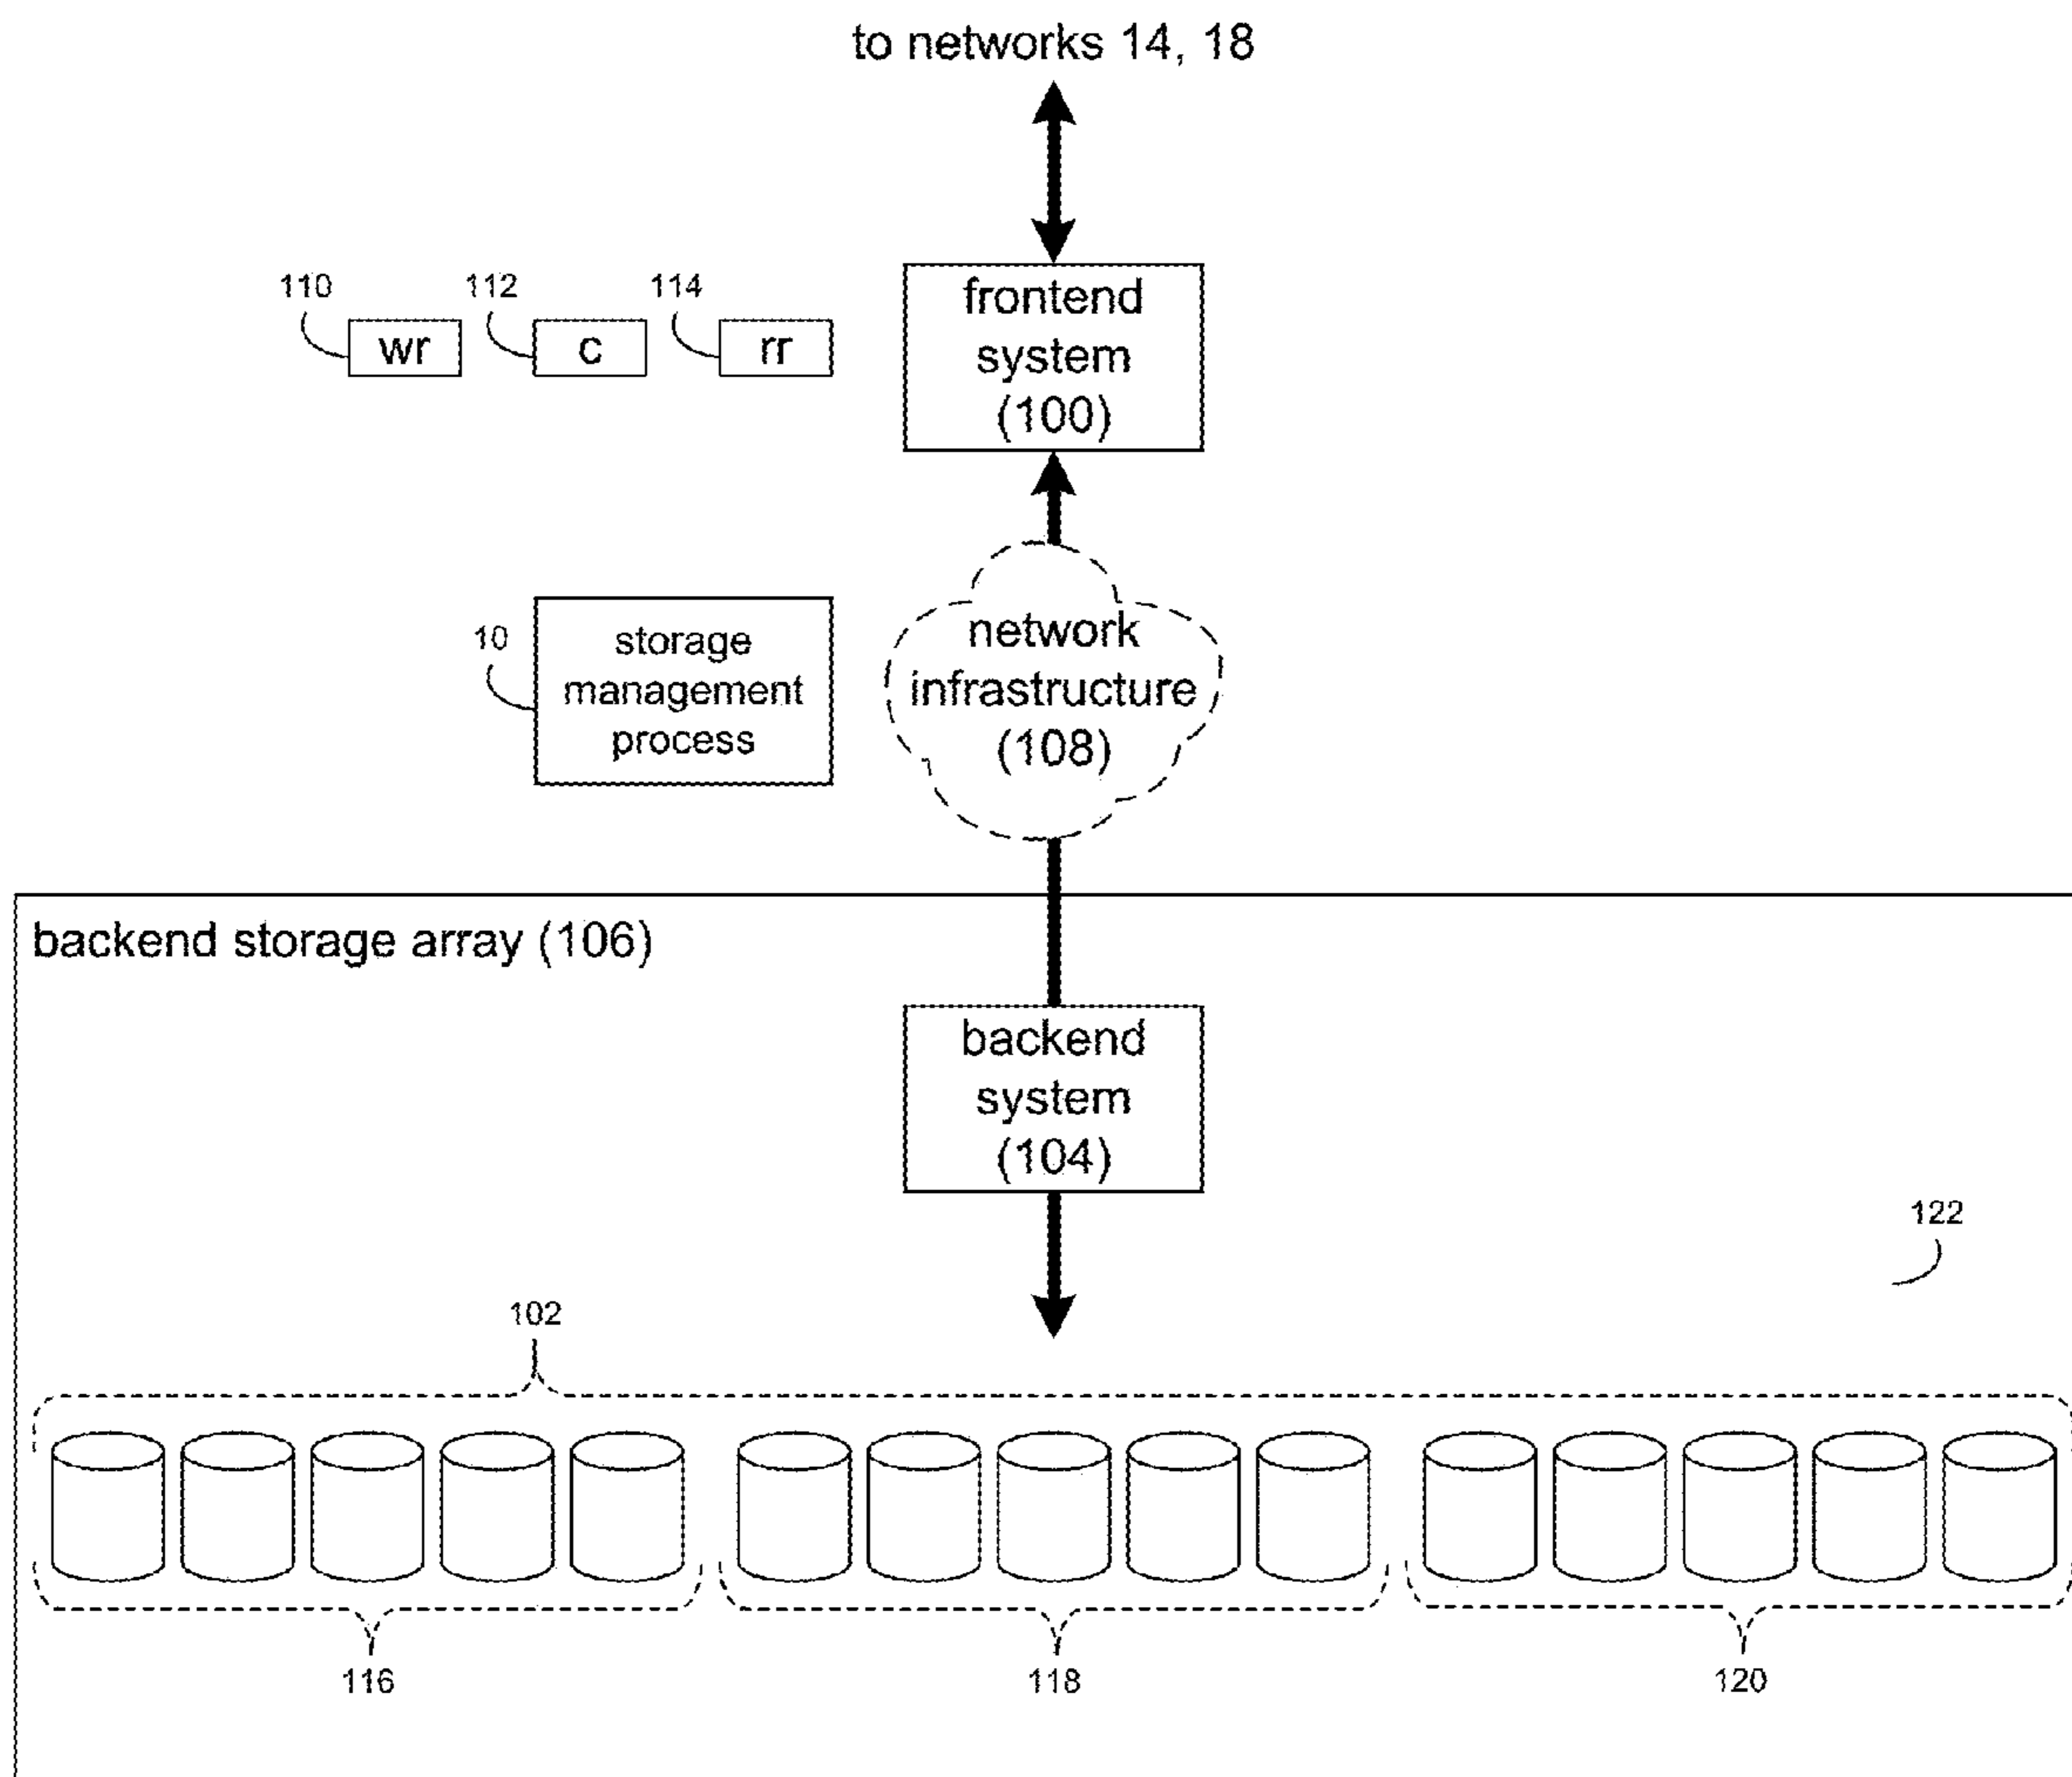 to networks 14, 18
110
112
114
wr
c
rr
frontend
system
(100)
10
storage
management
process
network
infrastructure
(108)
backend storage array (106)
backend
system
(104)
122
102
116
118
120